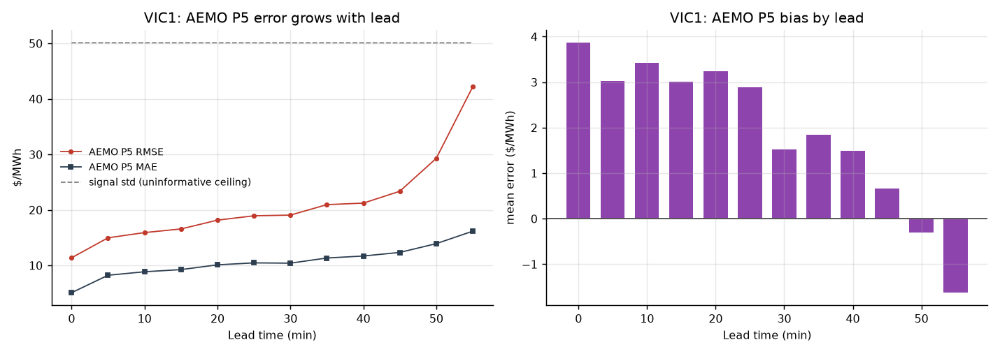 VIC1: AEMO P5 error grows with lead
50
40
30
20
10
$/MWh
AEMO P5 RMSE
AEMO P5 MAE
signal std (uninformative ceiling)
0 10 20 30 40 50
Lead time (min)
VIC1: AEMO P5 bias by lead
4
3
2
1
0
−1
mean error ($/MWh)
0 10 20 30 40 50
Lead time (min)